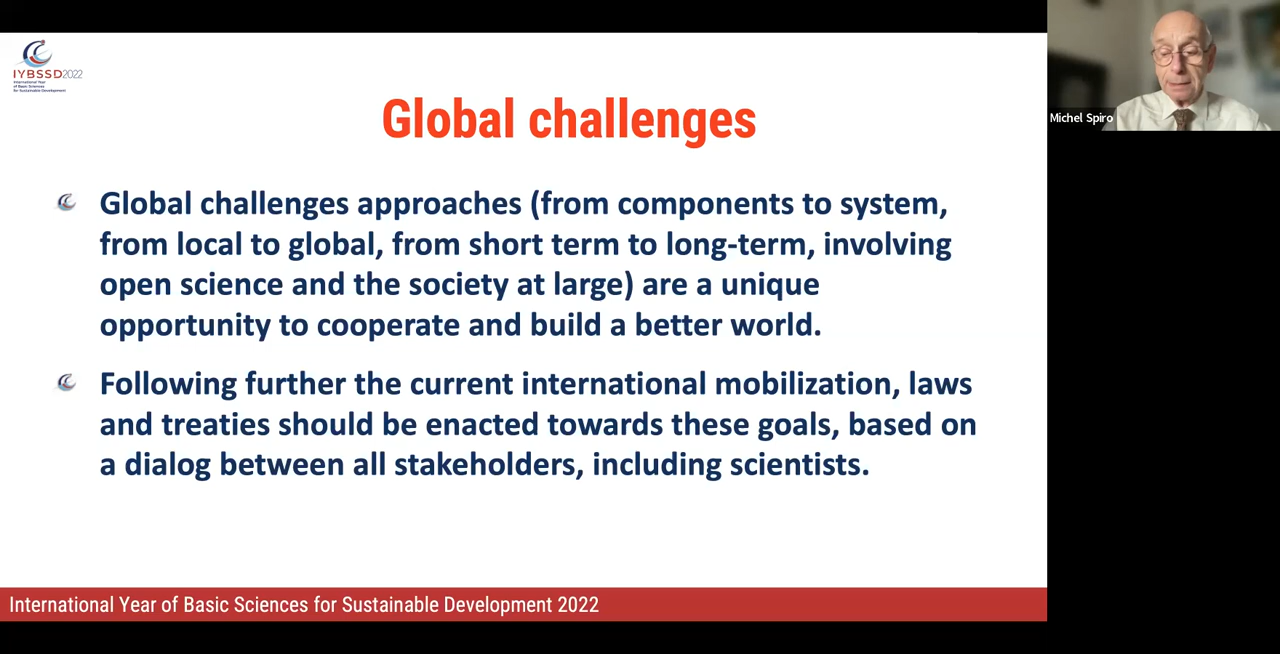 IYBSSD2022
International Year
of Basic Sciences
for Sustainable Development
Global challenges
Global challenges approaches (from components to system,
from local to global, from short term to long-term, involving
open science and the society at large) are a unique
opportunity to cooperate and build a better world.
Following further the current international mobilization, laws
and treaties should be enacted towards these goals, based on
a dialog between all stakeholders, including scientists.
International Year of Basic Sciences for Sustainable Development 2022
Michel Spiro